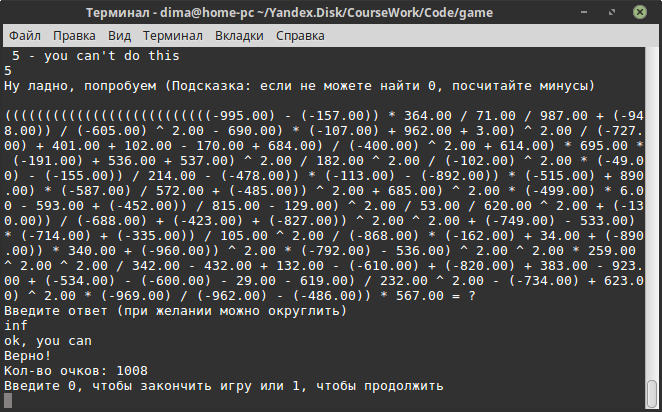 Терминал - dima@home-pc ~/Yandex.Disk/CourseWork/Code/game
Файл Правка Вид Терминал Вкладки Справка
5 - you can't do this
5
Ну ладно, попробуем (Подсказка: если не можете найти 0, посчитайте минусы)
((((((((((((((((((((((((((-995.00) - (-157.00)) * 364.00 / 71.00 / 987.00 + (-94
8.00)) / (-605.00) ^ 2.00 - 690.00) * (-107.00) + 962.00 + 3.00) ^ 2.00 / (-727.
00) + 401.00 + 102.00 - 170.00 + 684.00) / (-400.00) ^ 2.00 + 614.00) * 695.00 *
(-191.00) + 536.00 + 537.00) ^ 2.00 / 182.00 ^ 2.00 / (-102.00) ^ 2.00 * (-49.0
0) - (-155.00)) / 214.00 - (-478.00)) * (-113.00) - (-892.00)) * (-515.00) + 890
.00) * (-587.00) / 572.00 + (-485.00)) ^ 2.00 + 685.00) ^ 2.00 * (-499.00) * 6.0
0 - 593.00 + (-452.00)) / 815.00 - 129.00) ^ 2.00 / 53.00 / 620.00 ^ 2.00 + (-13
0.00)) / (-688.00) + (-423.00) + (-827.00)) ^ 2.00 ^ 2.00 + (-749.00) - 533.00)
* (-714.00) + (-335.00)) / 105.00 ^ 2.00 / (-868.00) * (-162.00) + 34.00 + (-890
.00)) * 340.00 + (-960.00)) ^ 2.00 * (-792.00) - 536.00) ^ 2.00 ^ 2.00 * 259.00
^ 2.00 ^ 2.00 / 342.00 - 432.00 + 132.00 - (-610.00) + (-820.00) + 383.00 - 923.
00 + (-534.00) - (-600.00) - 29.00 - 619.00) / 232.00 ^ 2.00 - (-734.00) + 623.0
0) ^ 2.00 * (-969.00) / (-962.00) - (-486.00)) * 567.00 = ?
Введите ответ (при желании можно округлить)
inf
ok, you can
Верно!
Кол-во очков: 1008
Введите 0, чтобы закончить игру или 1, чтобы продолжить